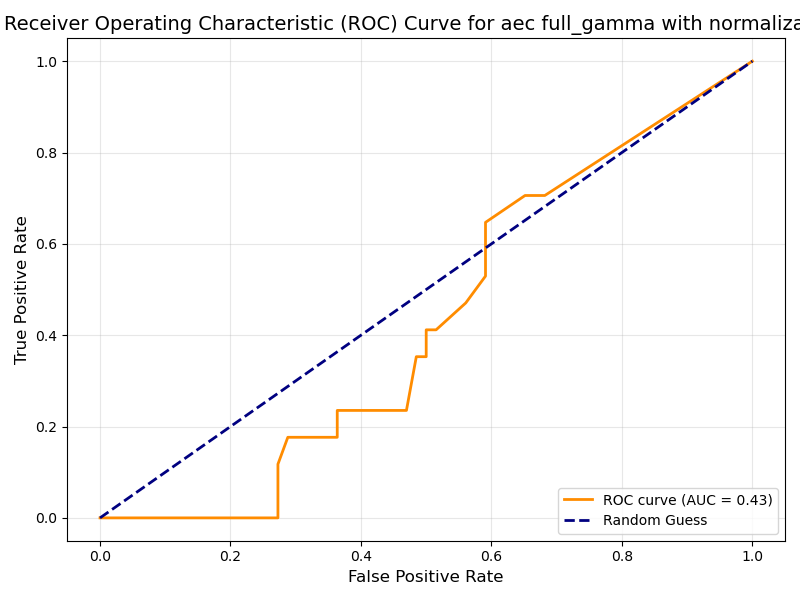 Receiver Operating Characteristic (ROC) Curve for aec full_gamma with normaliza
1.0
0.8
0.6
0.4
0.2
0.0
True Positive Rate
0.0 0.2 0.4 0.6 0.8 1.0
False Positive Rate
ROC curve (AUC = 0.43)
Random Guess